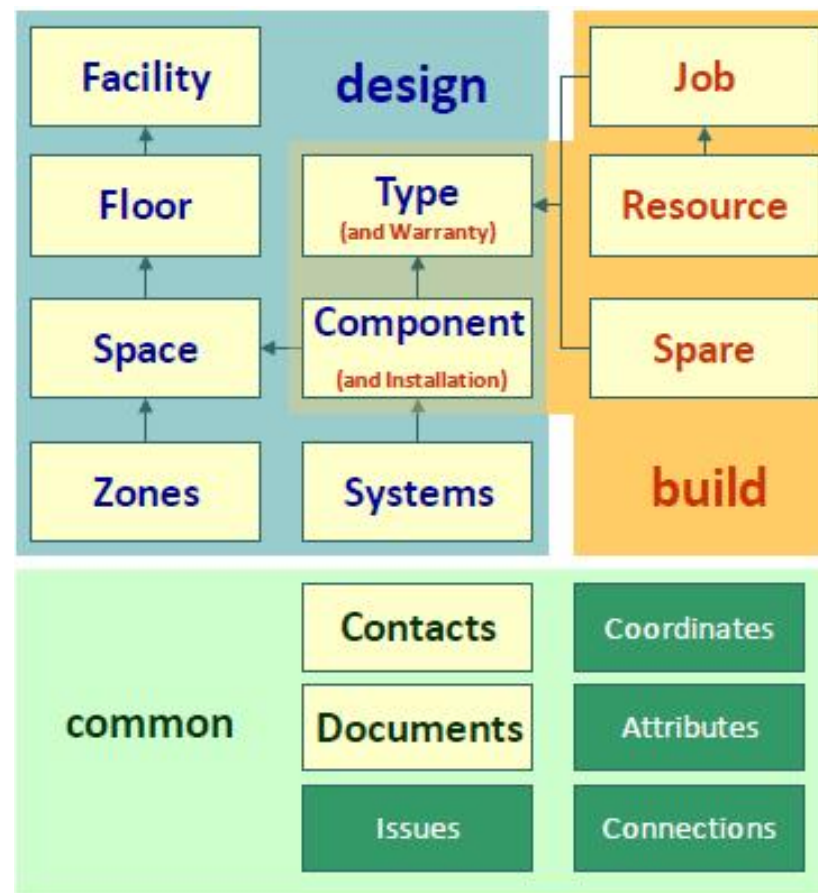 Facility
design
Job
Floor
Type
(and Warranty)
Resource
Space
Component
(and Installation)
Spare
Zones
Systems
build
common
Contacts
Coordinates
Documents
Attributes
Issues
Connections